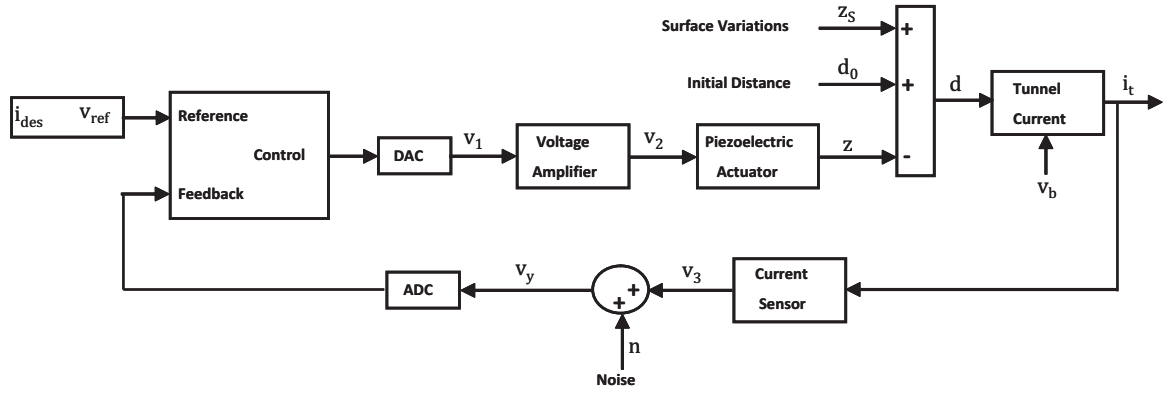 Surface Variations
z_S
+
Initial Distance
d_0
+
d
Tunnel
Current
i_t
i_des v_ref
Reference
Control
Feedback
DAC
v_1
Voltage
Amplifier
v_2
Piezoelectric
Actuator
z
-
v_b
ADC
v_y
+
+
v_3
Current
Sensor
n
Noise